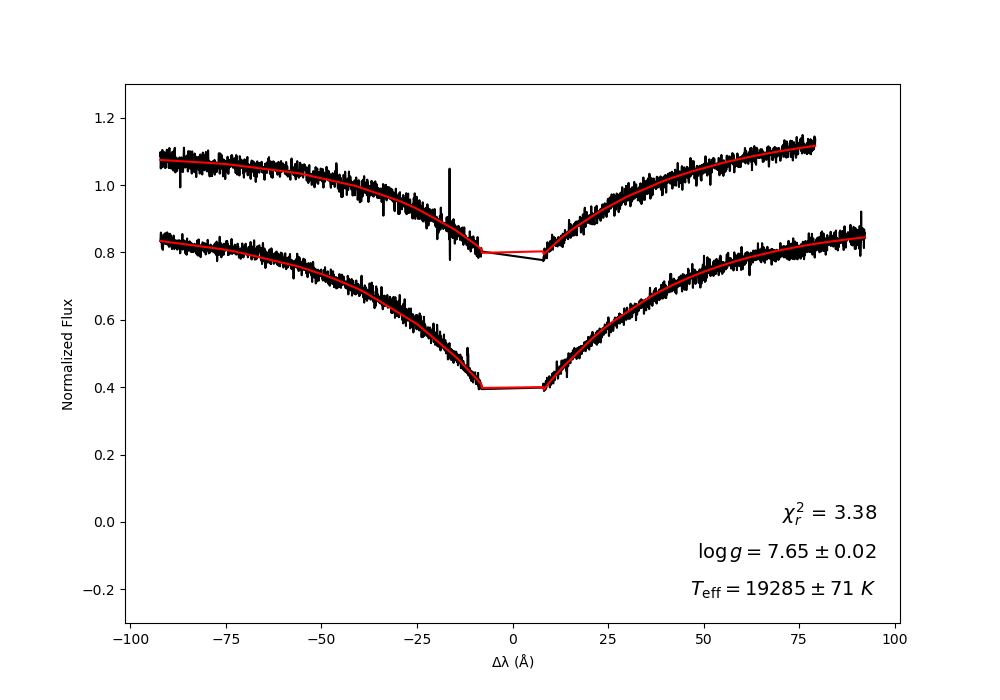 1.2
1.0
0.8
0.6
0.4
0.2
0.0
−0.2
Normalized Flux
χ²ᵣ = 3.38
log g = 7.65 ± 0.02
T_eff = 19285 ± 71 K
−100 −75 −50 −25 0 25 50 75 100
Δλ (Å)